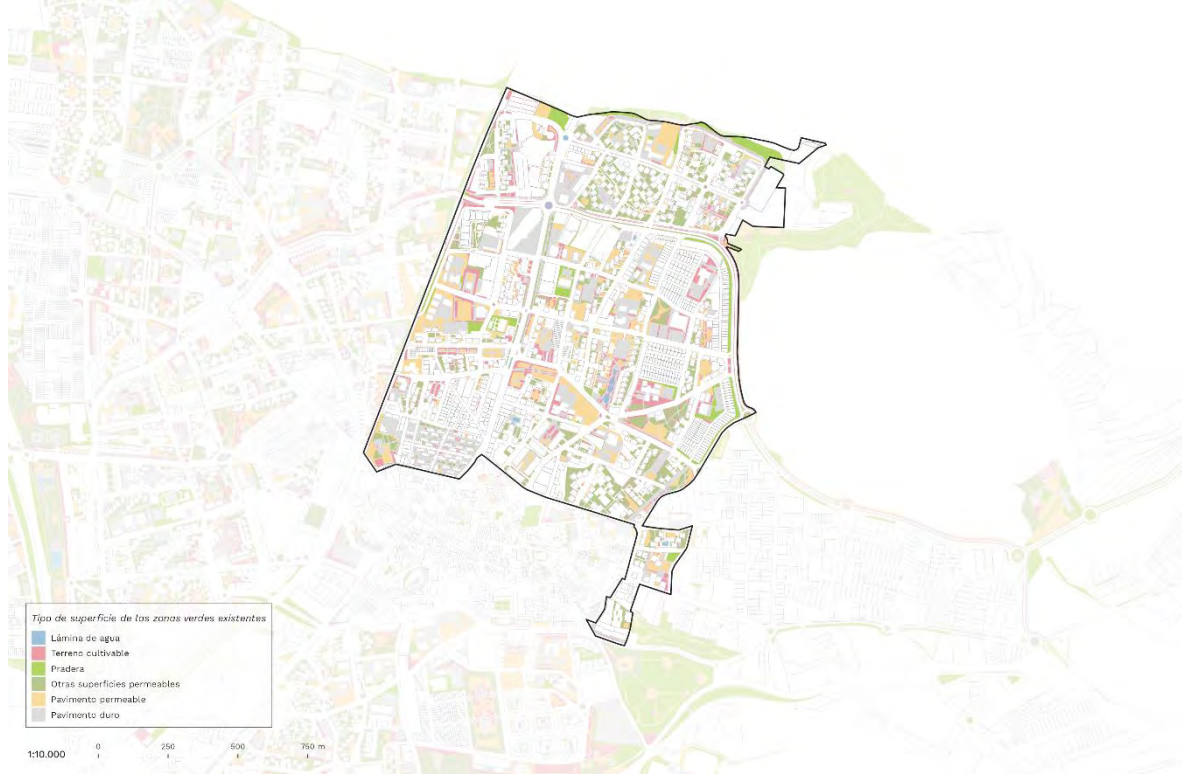 Tipo de superficie de las zonas verdes existentes
Lámina de agua
Terreno cultivable
Pradera
Otras superficies permeables
Pavimento permeable
Pavimento duro
1:10.000
0 250 500 750 m